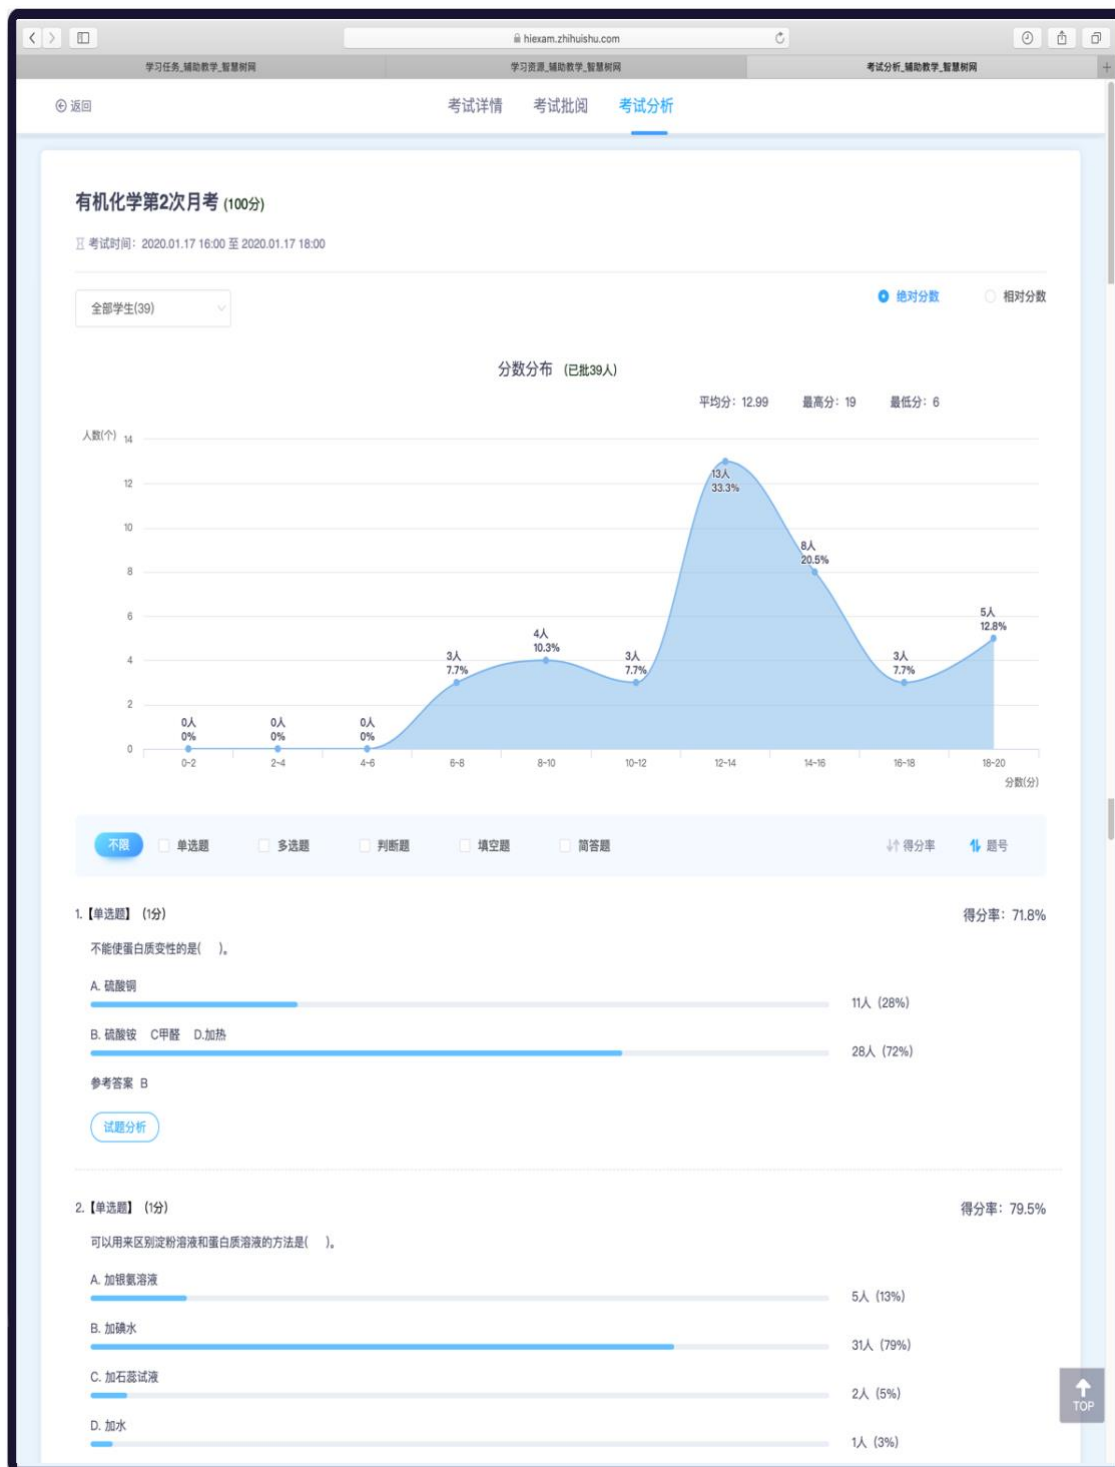 hiexam.zhihuishu.com
学习任务_辅助教学_智慧树网 学习资源_辅助教学_智慧树网 考试分析_辅助教学_智慧树网
返回 考试详情 考试批阅 考试分析
有机化学第2次月考 (100分)
考试时间：2020.01.17 16:00 至 2020.01.17 18:00
全部学生(39) 绝对分数 相对分数
分数分布 (已批39人)
平均分：12.99 最高分：19 最低分：6
人数(个) 14
12
10
8
6
4
2
0
0人
0%
0人
0%
0人
0%
3人
7.7%
4人
10.3%
3人
7.7%
13人
33.3%
8人
20.5%
3人
7.7%
5人
12.8%
0-2 2-4 4-6 6-8 8-10 10-12 12-14 14-16 16-18 18-20
分数(分)
不限 单选题 多选题 判断题 填空题 简答题 得分率 题号
1.【单选题】 (1分) 得分率：71.8%
不能使蛋白质变性的是( )。
A. 硫酸铜
11人 (28%)
B. 硫酸铵 C甲醛 D.加热
28人 (72%)
参考答案 B
试题分析
2.【单选题】 (1分) 得分率：79.5%
可以用来区别淀粉溶液和蛋白质溶液的方法是( )。
A. 加银氨溶液
5人 (13%)
B. 加碘水
31人 (79%)
C. 加石蕊试液
2人 (5%)
D. 加水
1人 (3%)
TOP